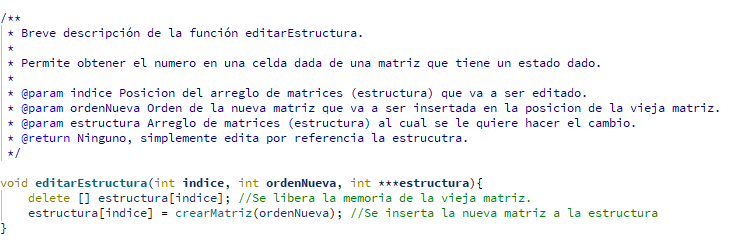 /**
 * Breve descripción de la función editarEstructura.
 *
 * Permite obtener el numero en una celda dada de una matriz que tiene un estado dado.
 *
 * @param indice Posicion del arreglo de matrices (estructura) que va a ser editado.
 * @param ordenNueva Orden de la nueva matriz que va a ser insertada en la posicion de la vieja matriz.
 * @param estructura Arreglo de matrices (estructura) al cual se le quiere hacer el cambio.
 * @return Ninguno, simplemente edita por referencia la estrucutra.
 */
void editarEstructura(int indice, int ordenNueva, int ***estructura){
    delete [] estructura[indice]; //Se libera la memoria de la vieja matriz.
    estructura[indice] = crearMatriz(ordenNueva); //Se inserta la nueva matriz a la estructura
}